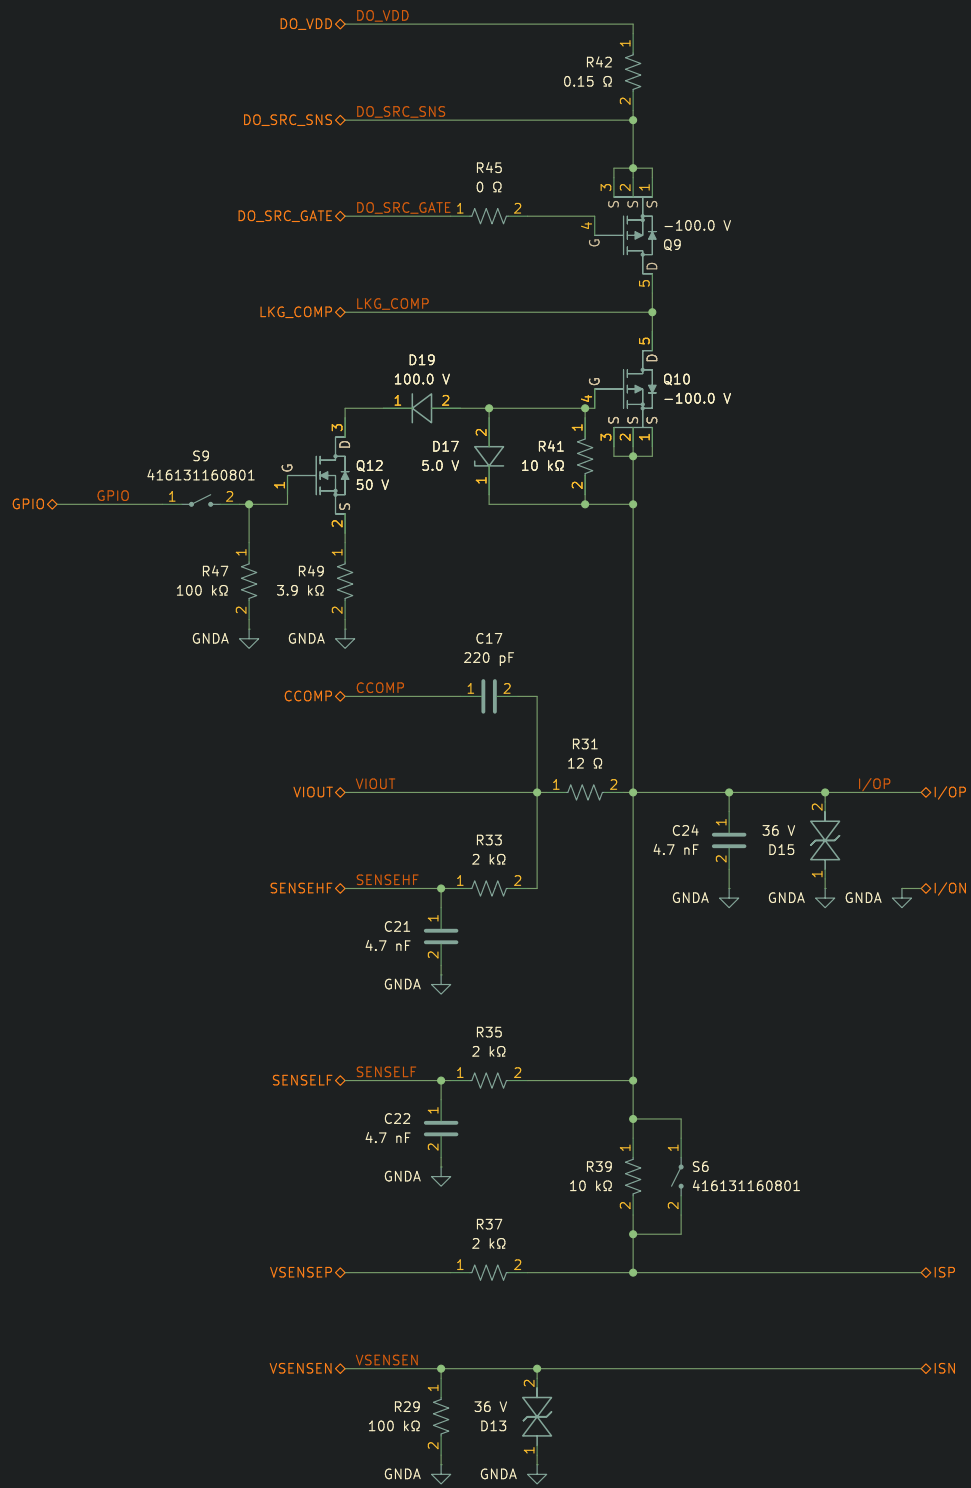 DO_VDD
DO_VDD
1
R42
0.15 Ω
2
DO_SRC_SNS
DO_SRC_SNS
R45
0 Ω
3 2 1
S S S
DO_SRC_GATE
DO_SRC_GATE 1 2
4
G
-100.0 V
Q9
D
5
LKG_COMP
LKG_COMP
5
D
D19
100.0 V
G
Q10
-100.0 V
1 2
4
S S S
3 2 1
3
D
2
D17
5.0 V
1
1
R41
10 kΩ
2
S9
416131160801
G
Q12
50 V
1
GPIO
GPIO
1 2
S
2
1
R47
100 kΩ
2
1
R49
3.9 kΩ
2
GNDA
GNDA
C17
220 pF
CCOMP
CCOMP
1 2
R31
12 Ω
VIOUT
VIOUT
1 2
I/OP
I/OP
1
C24
4.7 nF
2
2
36 V
D15
1
R33
2 kΩ
SENSEHF
SENSEHF
1 2
I/ON
GNDA
GNDA
GNDA
1
C21
4.7 nF
2
GNDA
R35
2 kΩ
SENSELF
SENSELF
1 2
1
C22
4.7 nF
2
GNDA
1
R39
10 kΩ
2
1
S6
416131160801
2
R37
2 kΩ
VSENSEP
1 2
ISP
VSENSEN
VSENSEN
ISN
1
R29
100 kΩ
2
2
36 V
D13
1
GNDA
GNDA